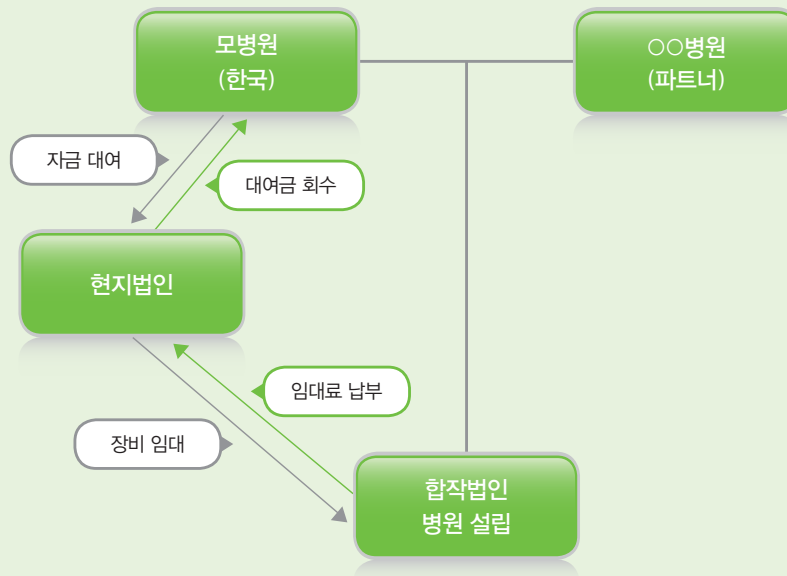 모병원
(한국)
○○병원
(파트너)
자금 대여
대여금 회수
현지법인
임대료 납부
장비 임대
합작법인
병원 설립